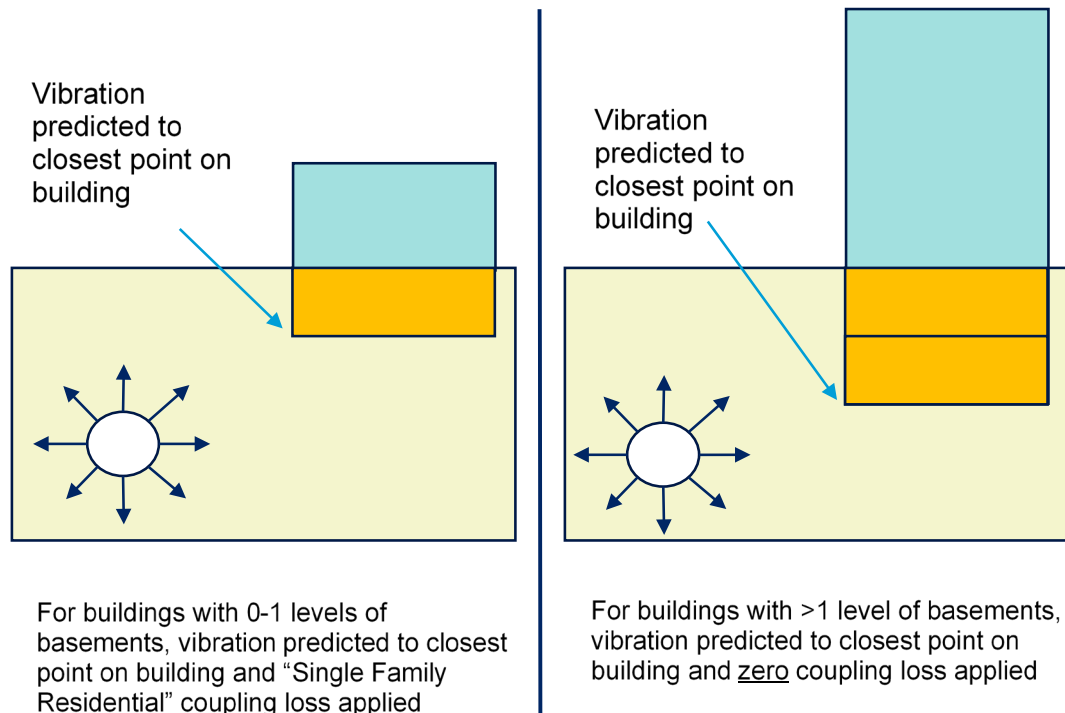 Vibration
predicted to
closest point on
building
For buildings with 0-1 levels of
basements, vibration predicted to closest
point on building and “Single Family
Residential” coupling loss applied
Vibration
predicted to
closest point on
building
For buildings with >1 level of basements,
vibration predicted to closest point on
building and zero coupling loss applied